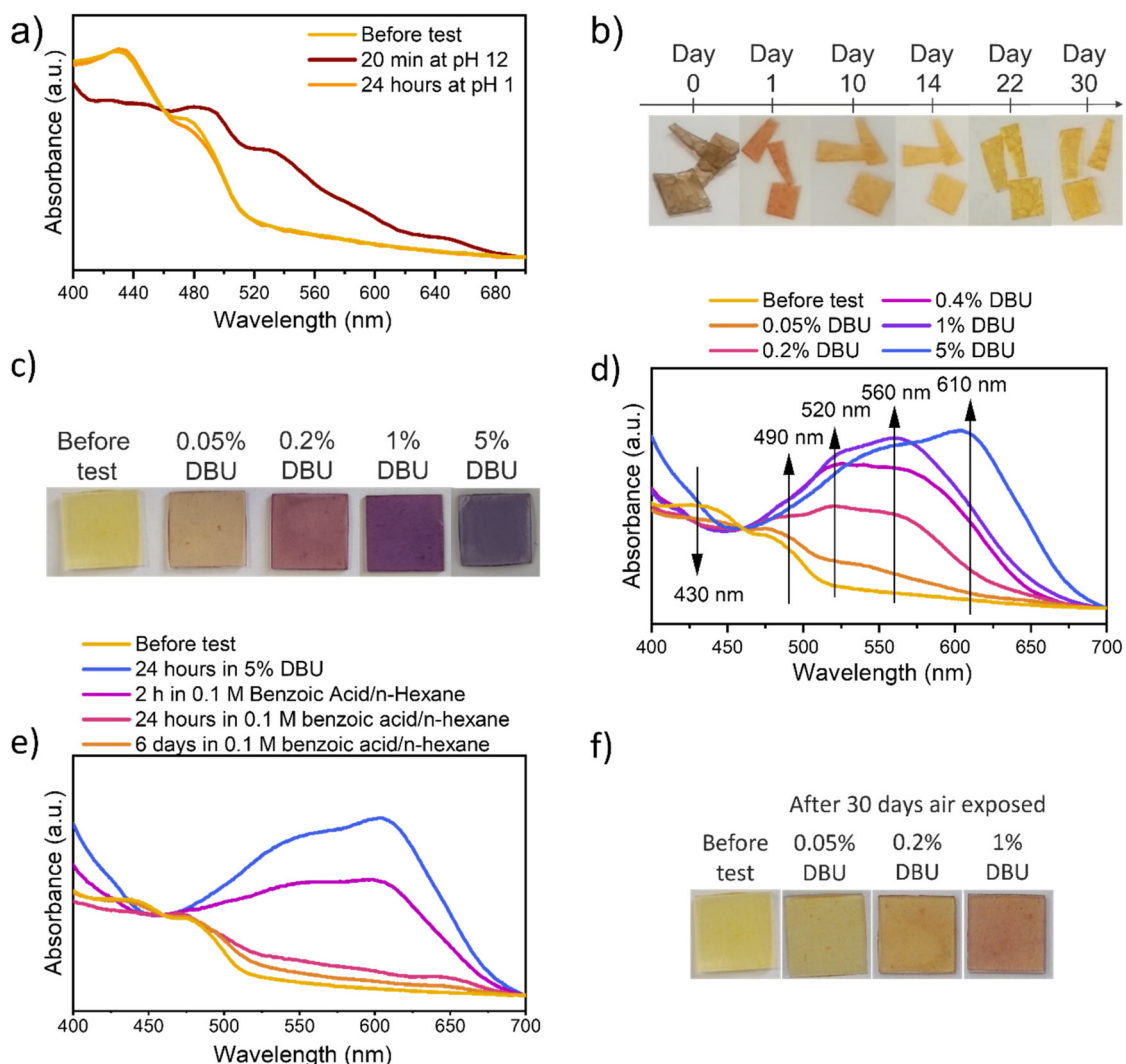 a)
Before test
20 min at pH 12
24 hours at pH 1
Absorbance (a.u.)
400 440 480 520 560 600 640 680
Wavelength (nm)
b)
Day Day Day Day Day Day
0 1 10 14 22 30
c)
Before test
0.05% DBU
0.2% DBU
1% DBU
5% DBU
Before test
0.4% DBU
0.05% DBU
1% DBU
0.2% DBU
5% DBU
d)
Absorbance (a.u.)
430 nm
490 nm
520 nm
560 nm
610 nm
400 450 500 550 600 650 700
Wavelength (nm)
Before test
24 hours in 5% DBU
2 h in 0.1 M Benzoic Acid/n-Hexane
24 hours in 0.1 M benzoic acid/n-hexane
6 days in 0.1 M benzoic acid/n-hexane
e)
Absorbance (a.u.)
400 450 500 550 600 650 700
Wavelength (nm)
f)
After 30 days air exposed
Before test
0.05% DBU
0.2% DBU
1% DBU